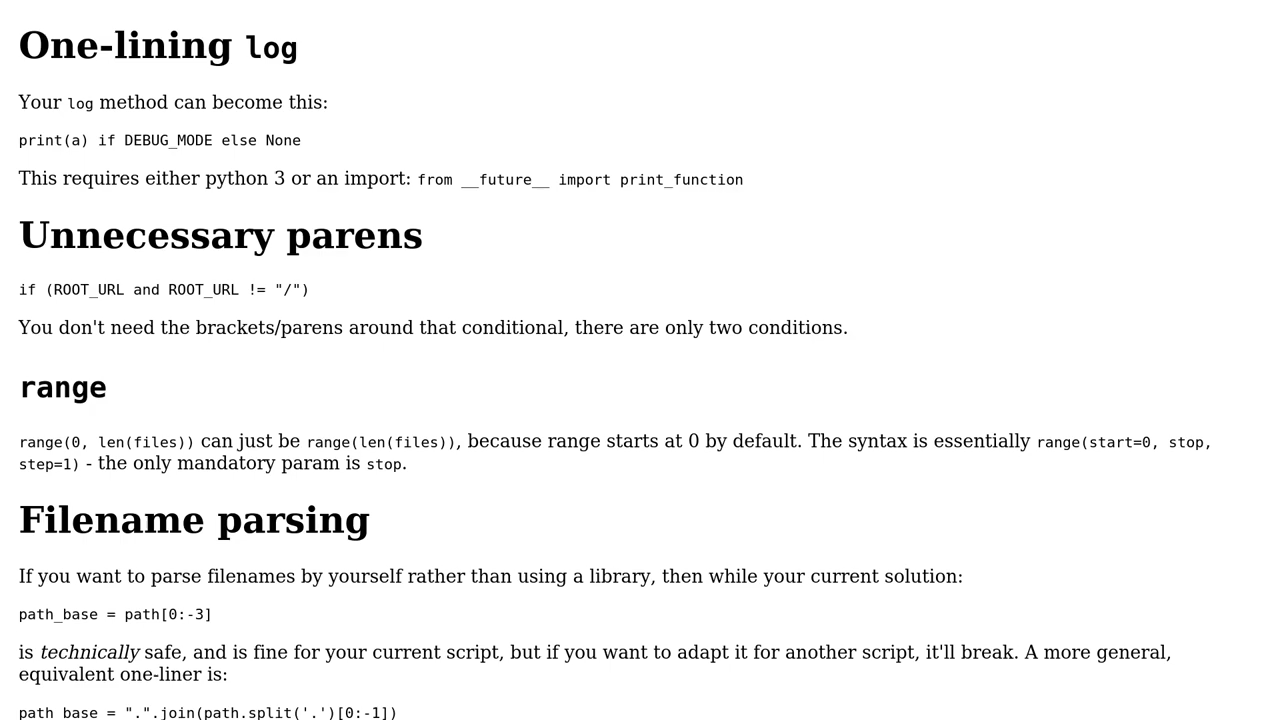 One-lining log
Your log method can become this:
print(a) if DEBUG_MODE else None
This requires either python 3 or an import: from __future__ import print_function
Unnecessary parens
if (ROOT_URL and ROOT_URL != "/")
You don't need the brackets/parens around that conditional, there are only two conditions.
range
range(0, len(files)) can just be range(len(files)), because range starts at 0 by default. The syntax is essentially range(start=0, stop,
step=1) - the only mandatory param is stop.
Filename parsing
If you want to parse filenames by yourself rather than using a library, then while your current solution:
path_base = path[0:-3]
is technically safe, and is fine for your current script, but if you want to adapt it for another script, it'll break. A more general,
equivalent one-liner is:
path_base = ".".join(path.split('.')[0:-1])